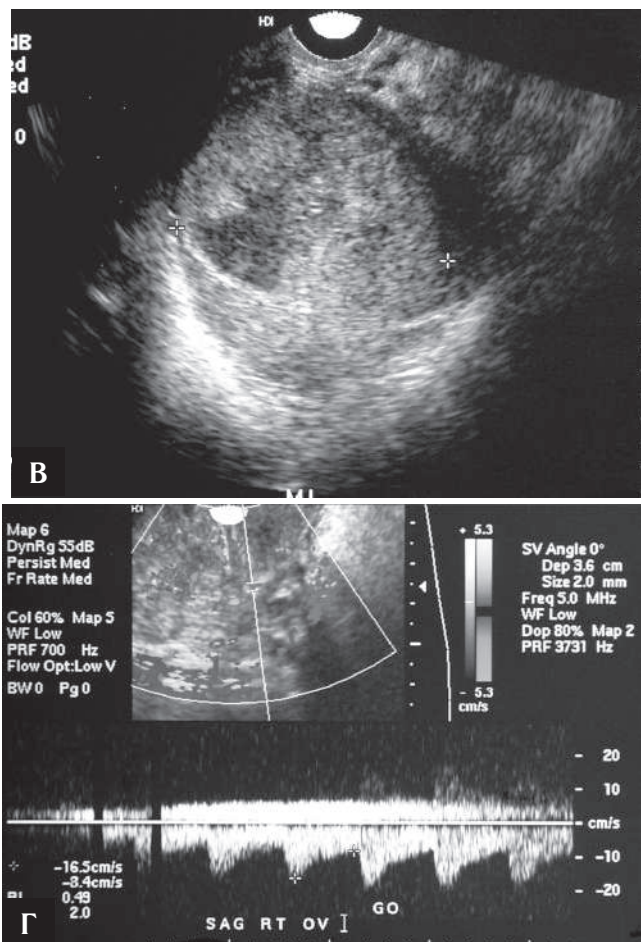 HDI
dB
ed
ed
0
В
HDI
Map 6
DynRg 55dB
Persist Med
Fr Rate Med
Col 60% Map 5
WF Low
PRF 700 Hz
Flow Opt:Low V
BW 0 Pg 0
+ 5.3
- 5.3
cm/s
SV Angle 0°
Dep 3.6 cm
Size 2.0 mm
Freq 5.0 MHz
WF Low
Dop 80% Map 2
PRF 3731 Hz
- 20
- 10
- cm/s
- -10
- -20
-16.5cm/s
-8.4cm/s
RI 0.49
2.0
GO
SAG RT OV
Г